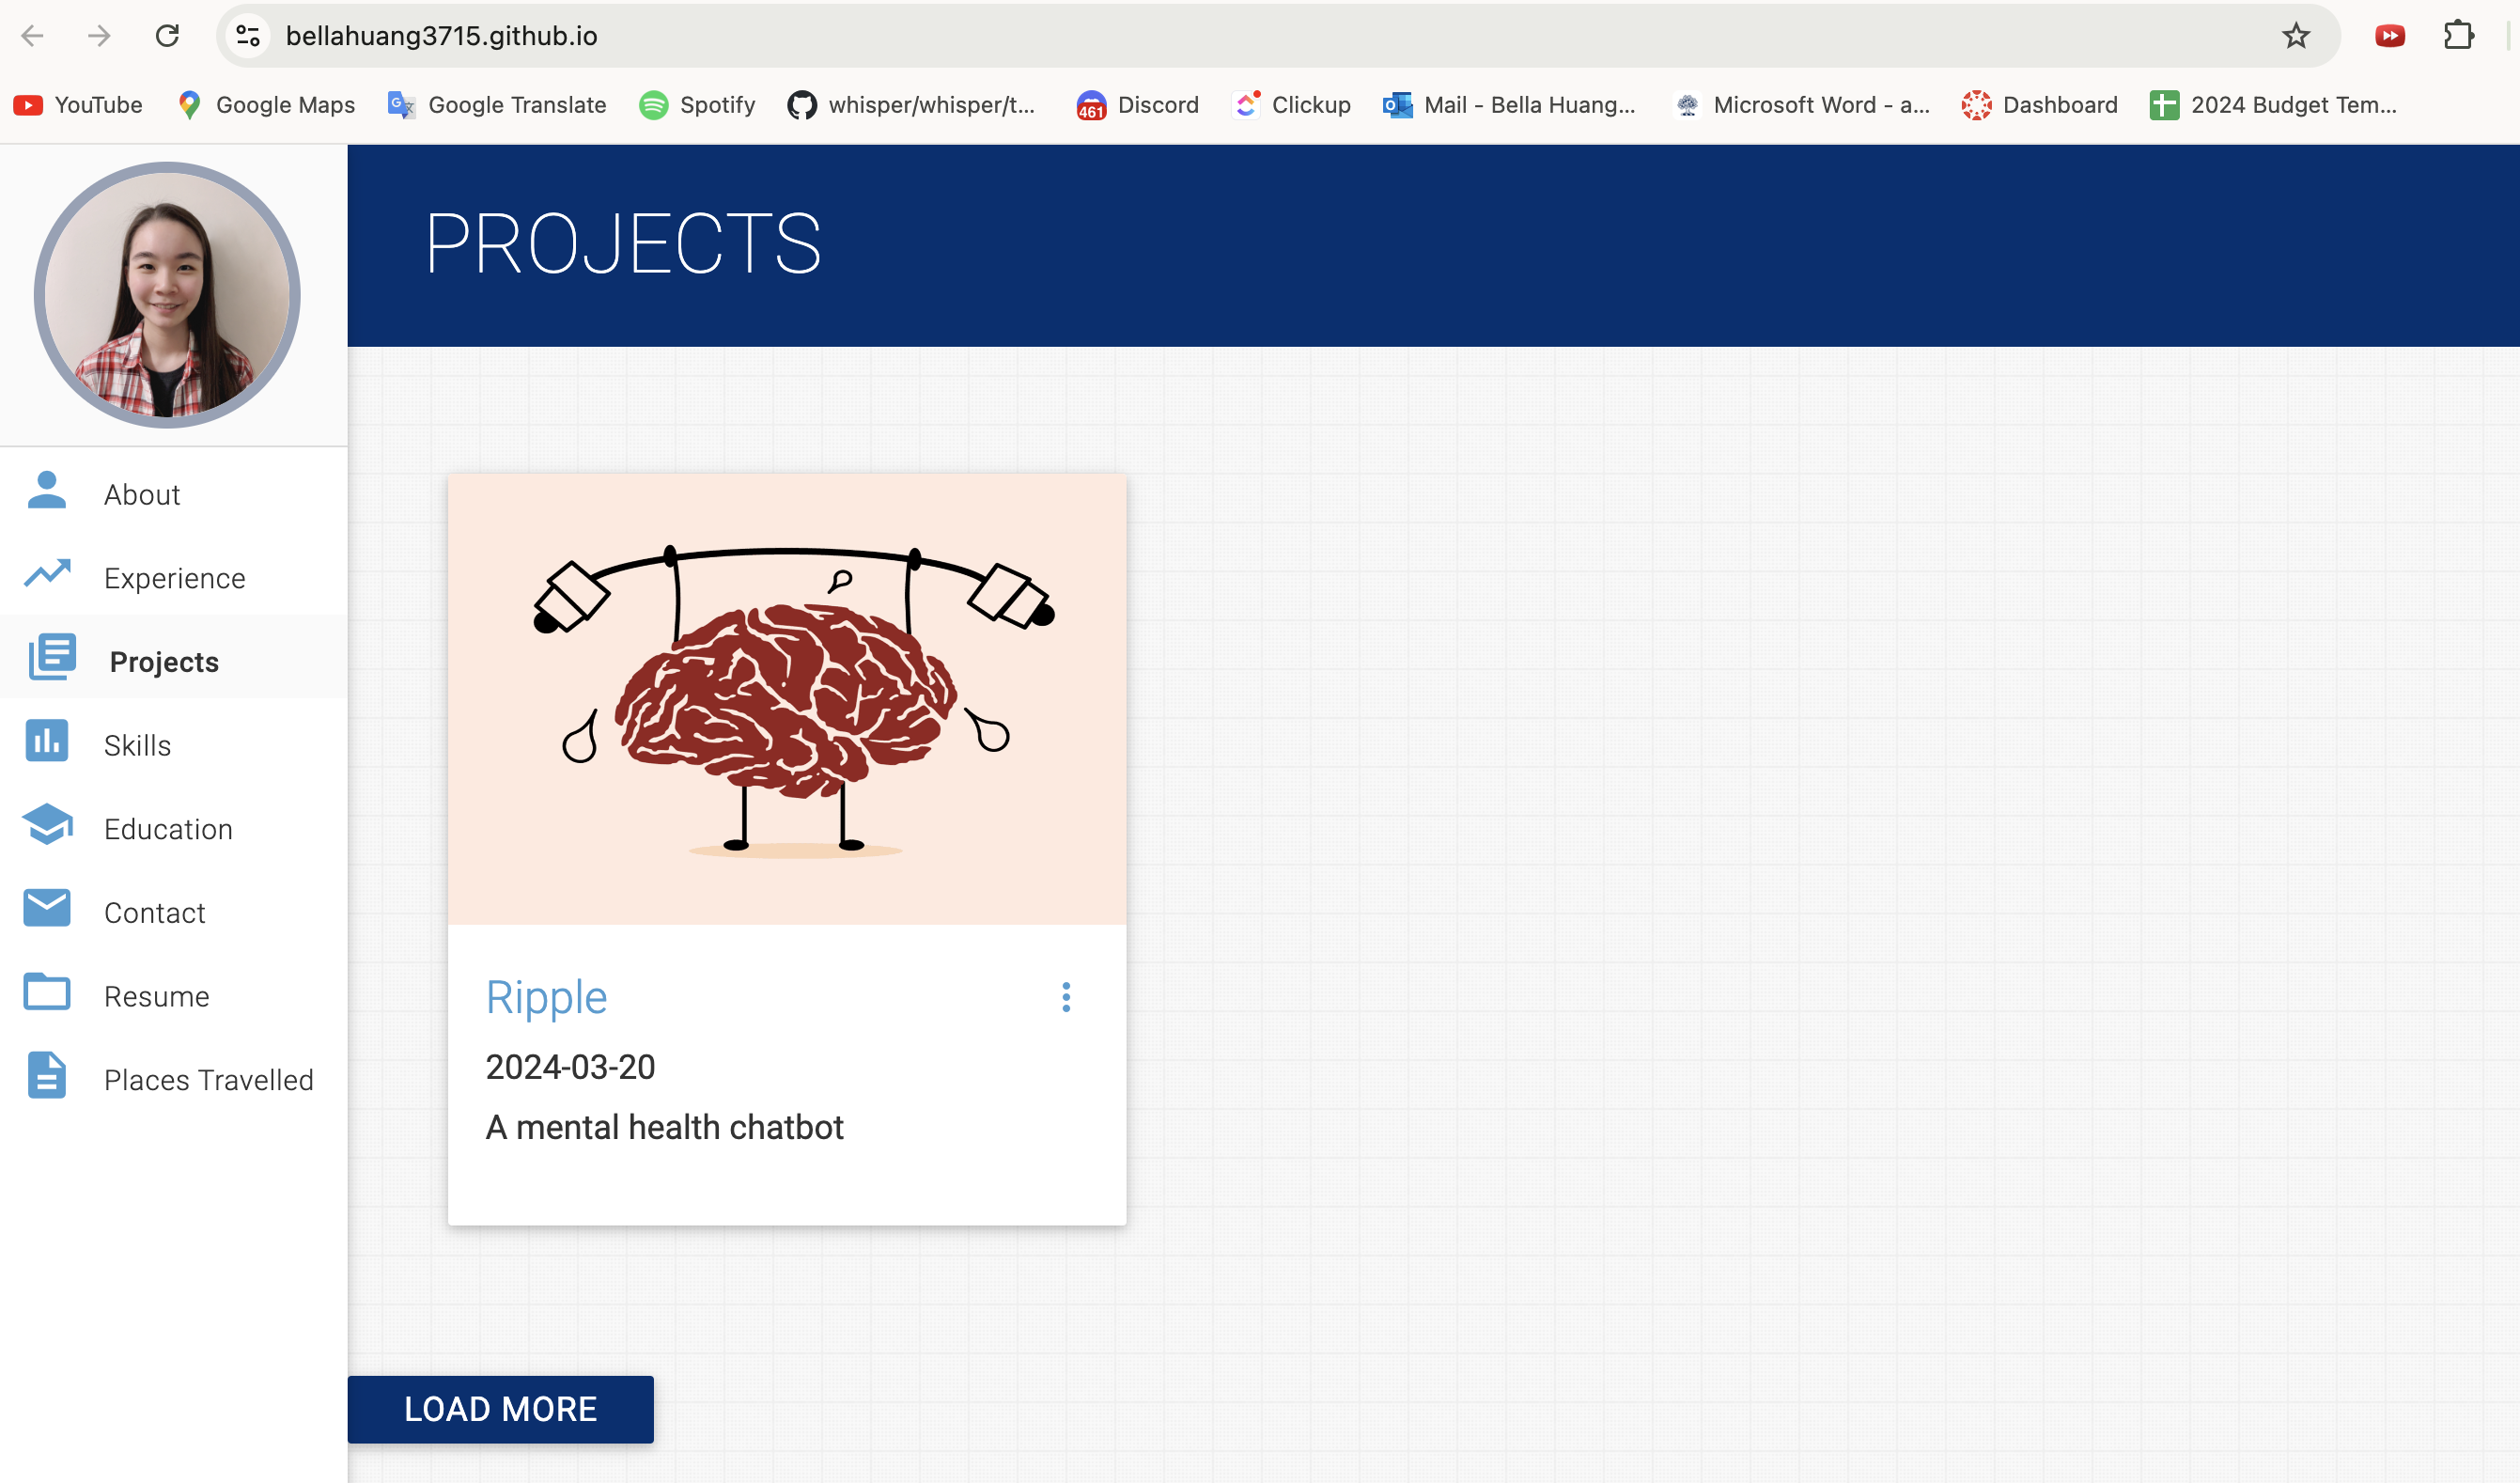 bellahuang3715.github.io
YouTube Google Maps Google Translate Spotify whisper/whisper/t... 461 Discord Clickup Mail - Bella Huang... Microsoft Word - a... Dashboard 2024 Budget Tem...
PROJECTS
About
Experience
Projects
Skills
Education
Contact
Resume
Places Travelled
Ripple
2024-03-20
A mental health chatbot
LOAD MORE